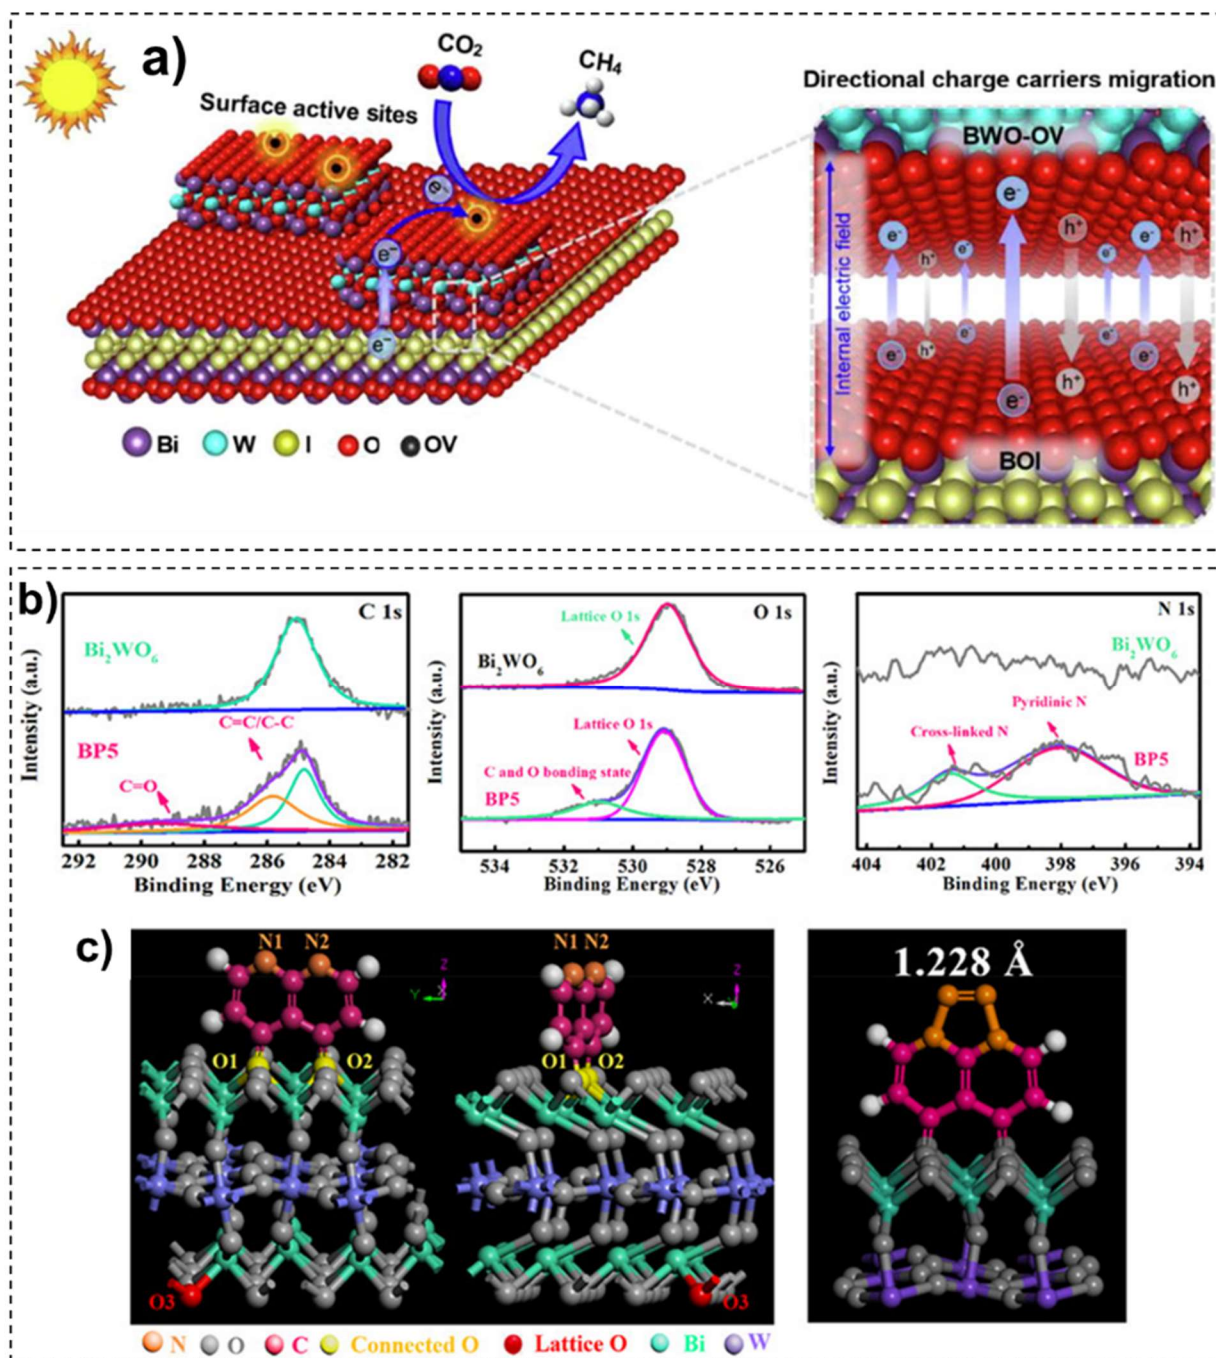 a)
CO2
CH4
Surface active sites
Directional charge carriers migration
BWO-OV
Internal electric field
e-
e-
e-
e-
e-
e-
e-
h+
h+
h+
e-
e-
e-
e-
e-
e-
h+
h+
h+
BOI
Bi
W
I
O
OV
b)
C 1s
Bi2WO6
C=C/C-C
BP5
C=O
Intensity (a.u.)
292 290 288 286 284 282
Binding Energy (eV)
O 1s
Lattice O 1s
Bi2WO6
Lattice O 1s
C and O bonding state
BP5
Intensity (a.u.)
534 532 530 528 526
Binding Energy (eV)
N 1s
Bi2WO6
Pyridinic N
Cross-linked N
BP5
Intensity (a.u.)
404 402 400 398 396 394
Binding Energy (eV)
c)
N1 N2
Z
Y
X
O1 O2
O3
N1 N2
Z
X
Y
O1 O2
O3
1.228 Å
N O C Connected O Lattice O Bi W